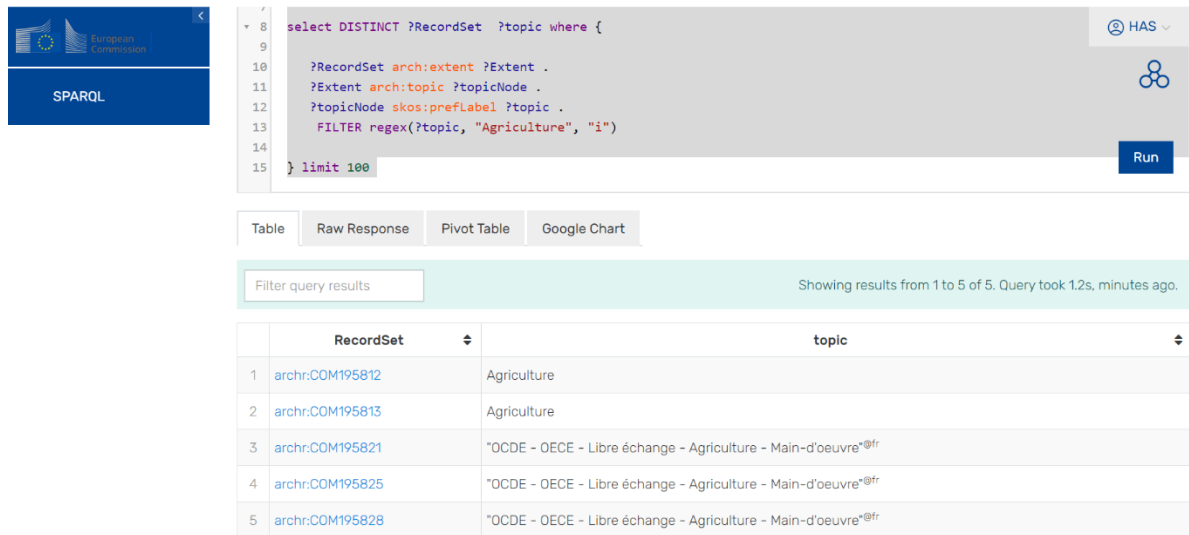 European
Commission
<
SPARQL
HAS
8 select DISTINCT ?RecordSet ?topic where {
9
10 ?RecordSet arch:extent ?Extent .
11 ?Extent arch:topic ?topicNode .
12 ?topicNode skos:prefLabel ?topic .
13 FILTER regex(?topic, "Agriculture", "i")
14
15 } limit 100
Run
Table Raw Response Pivot Table Google Chart
Filter query results Showing results from 1 to 5 of 5. Query took 1.2s, minutes ago.
RecordSet topic
1 archr:COM195812 Agriculture
2 archr:COM195813 Agriculture
3 archr:COM195821 "OCDE - OECE - Libre échange - Agriculture - Main-d'oeuvre"@fr
4 archr:COM195825 "OCDE - OECE - Libre échange - Agriculture - Main-d'oeuvre"@fr
5 archr:COM195828 "OCDE - OECE - Libre échange - Agriculture - Main-d'oeuvre"@fr